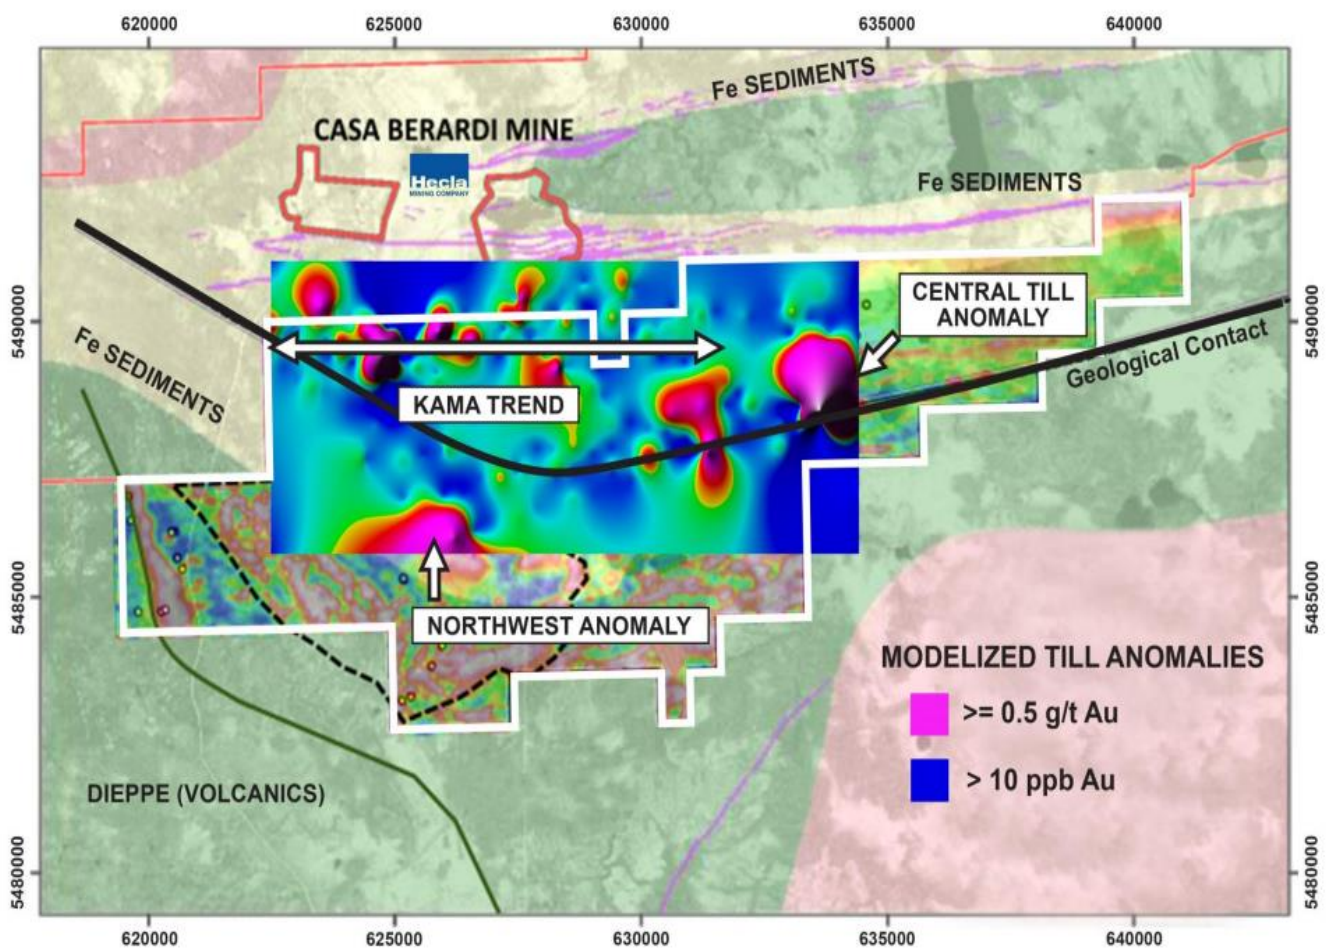 620000
625000
630000
635000
640000
Fe SEDIMENTS
CASA BERARDI MINE
Hecla
MINING COMPANY
Fe SEDIMENTS
CENTRAL TILL
ANOMALY
5490000
5490000
Geological Contact
Fe SEDIMENTS
KAMA TREND
5485000
5485000
NORTHWEST ANOMALY
MODELIZED TILL ANOMALIES
>= 0.5 g/t Au
> 10 ppb Au
DIEPPE (VOLCANICS)
5480000
5480000
620000
625000
630000
635000
640000